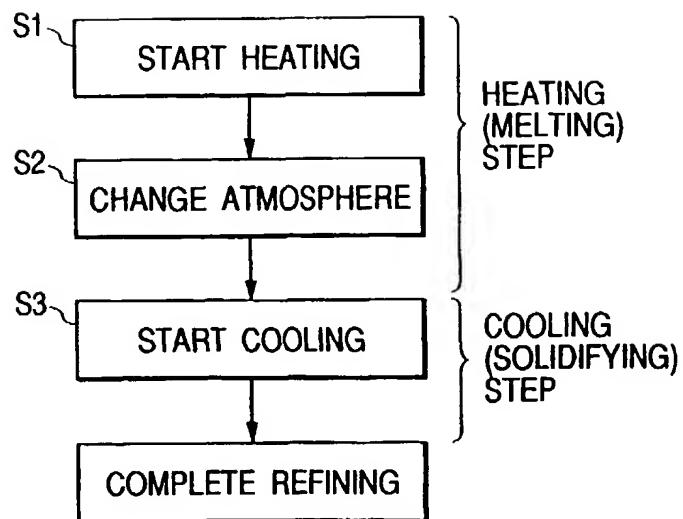 S1
START HEATING
HEATING
(MELTING)
STEP
S2
CHANGE ATMOSPHERE
S3
START COOLING
COOLING
(SOLIDIFYING)
STEP
COMPLETE REFINING